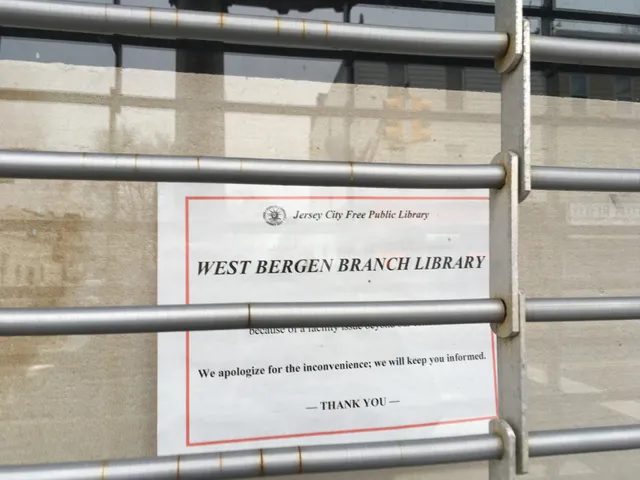 Jersey City Free Public Library
WEST BERGEN BRANCH LIBRARY
because of a facility issue beyond
We apologize for the inconvenience; we will keep you informed.
— THANK YOU —